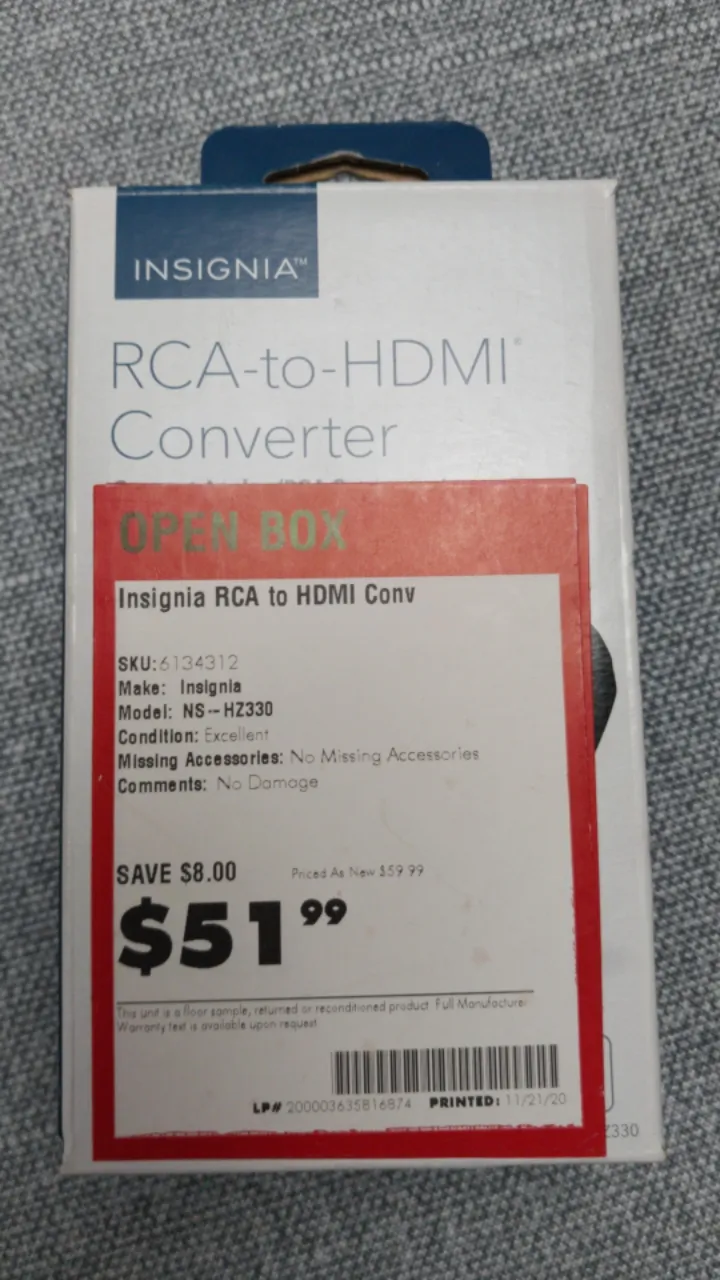 INSIGNIA™
RCA-to-HDMI®
Converter
OPEN BOX
Insignia RCA to HDMI Conv
SKU:6134312
Make: Insignia
Model: NS--HZ330
Condition: Excellent
Missing Accessories: No Missing Accessories
Comments: No Damage
SAVE $8.00 Priced As New $59.99
$51 99
This unit is a floor sample, returned or reconditioned product. Full Manufacturer
Warranty text is available upon request.
LP# 200003635816874 PRINTED: 11/21/20
Z330